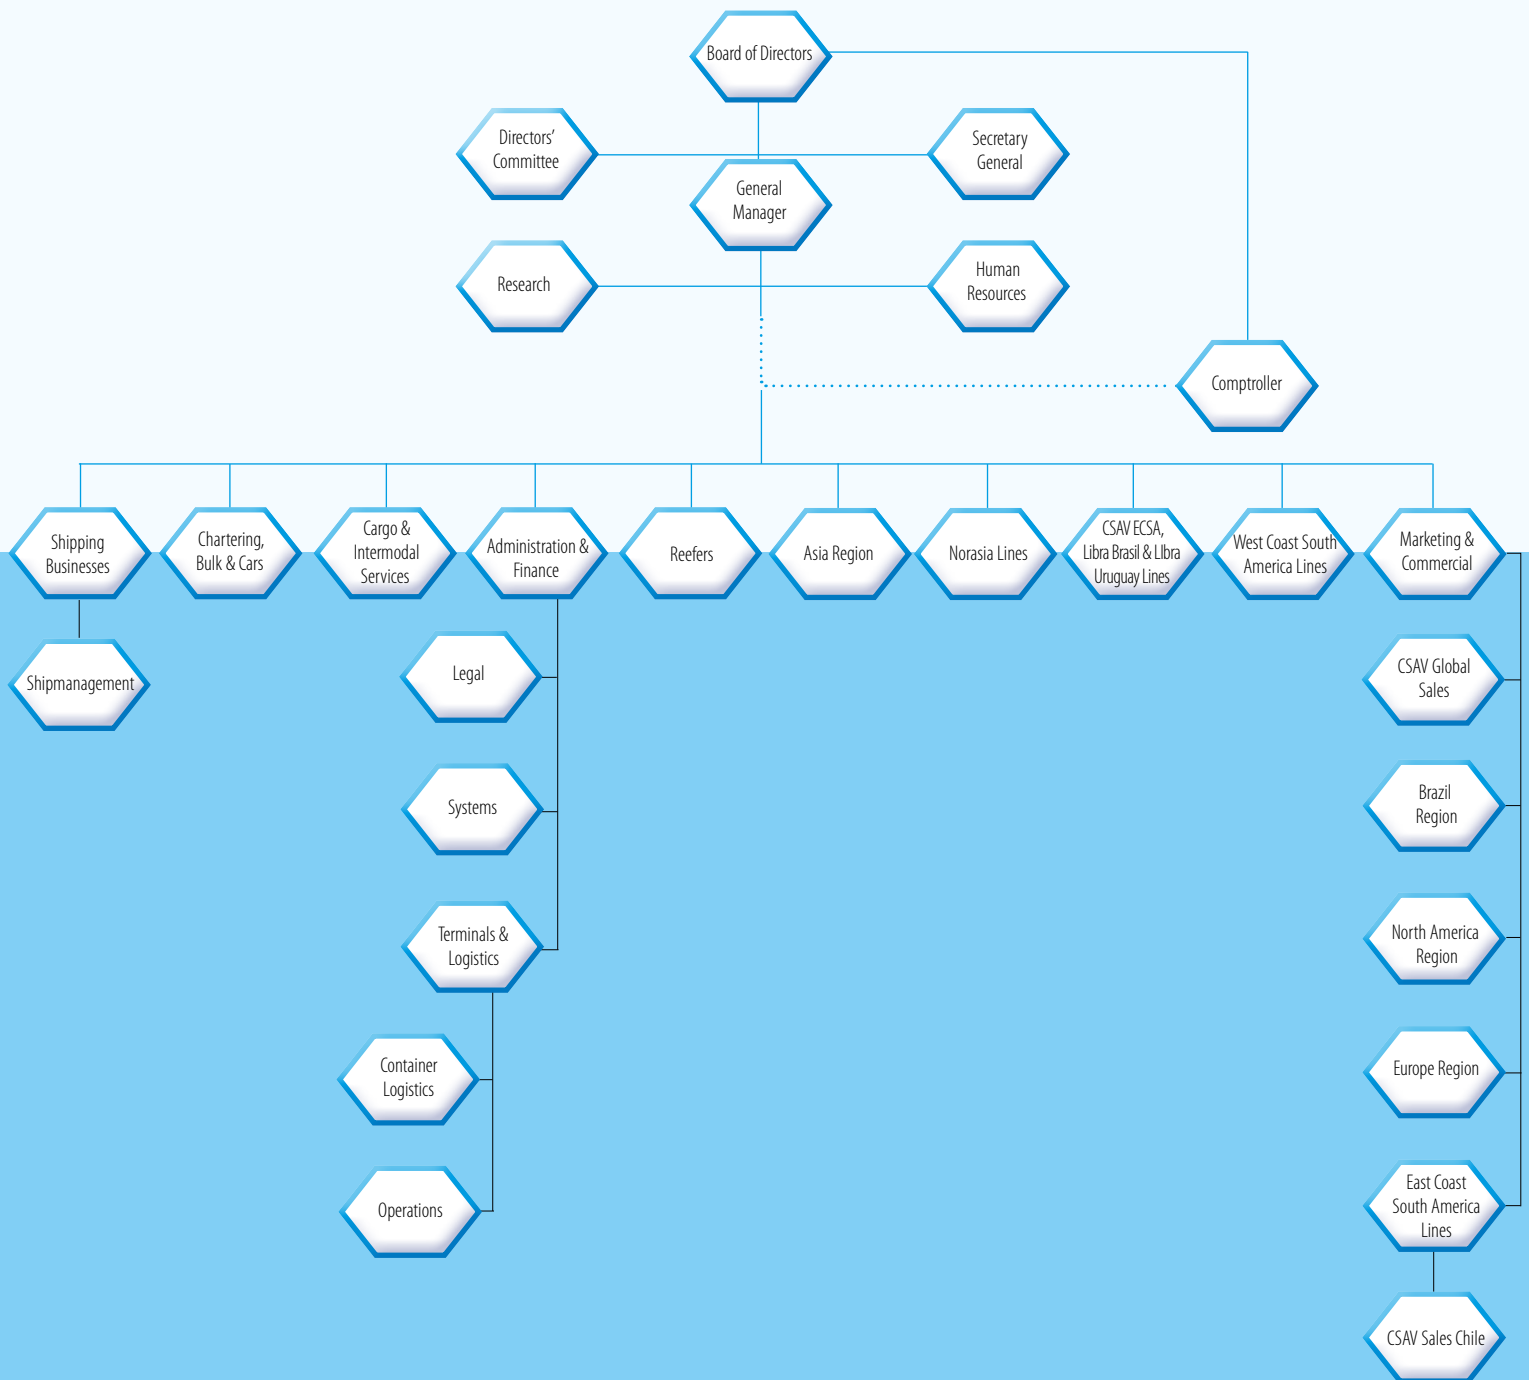 Board of Directors
Directors'
Committee
Secretary
General
General
Manager
Research
Human
Resources
Comptroller
Shipping
Businesses
Chartering,
Bulk & Cars
Cargo &
Intermodal
Services
Administration &
Finance
Reefers
Asia Region
Norasia Lines
CSAV ECSA,
Libra Brasil & LIbra
Uruguay Lines
West Coast South
America Lines
Marketing &
Commercial
Shipmanagement
Legal
Systems
Terminals &
Logistics
Container
Logistics
Operations
CSAV Global
Sales
Brazil
Region
North America
Region
Europe Region
East Coast
South America
Lines
CSAV Sales Chile